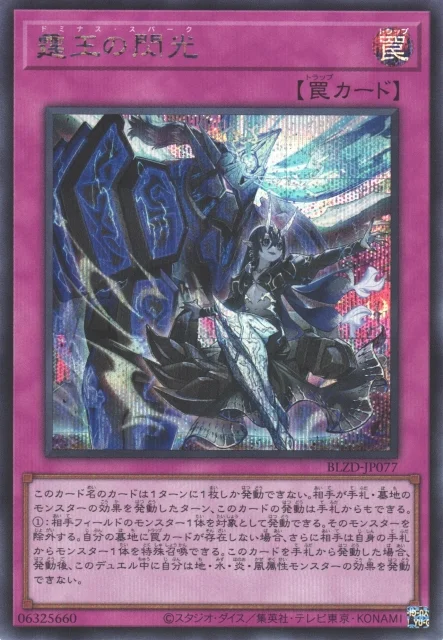 ドミナス・スパーク
霆王の閃光
トラップ
罠
トラップ
【罠カード】
BLZD-JP077
このカード名のカードは1ターンに1枚しか発動できない。相手が手札・墓地の
モンスターの効果を発動したターン、このカードの発動は手札からもできる。
①：相手フィールドのモンスター1体を対象として発動できる。そのモンスターを
除外する。自分の墓地に罠カードが存在しない場合、さらに相手は自身の手札
からモンスター1体を特殊召喚できる。このカードを手札から発動した場合、
発動後、このデュエル中に自分は地・水・炎・風属性モンスターの効果を発動
できない。
06325660
©スタジオ・ダイス／集英社・テレビ東京・KONAMI